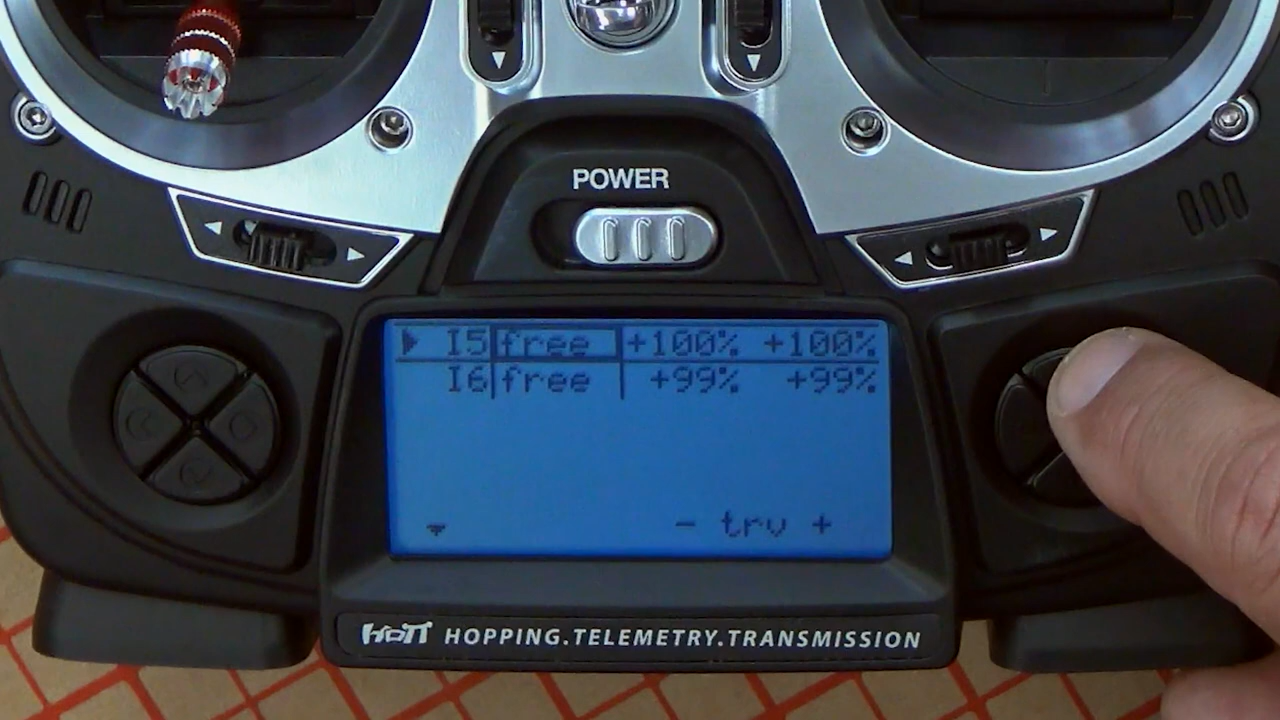 POWER
I5 free +100% +100%
I6 free +99% +99%
- trv +
HoTT HOPPING.TELEMETRY.TRANSMISSION